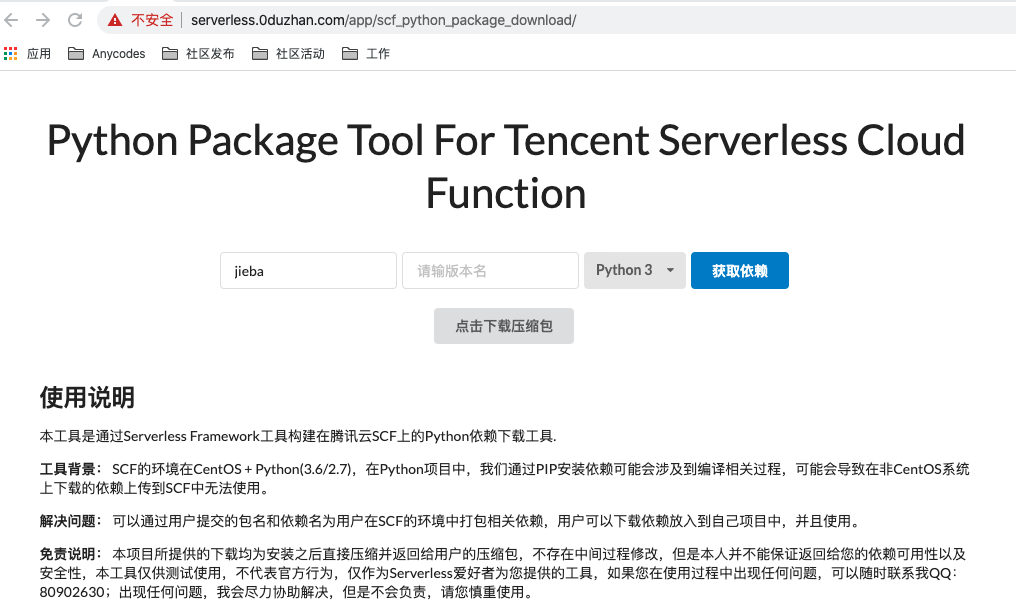 不安全 serverless.0duzhan.com/app/scf_python_package_download/
应用 Anycodes 社区发布 社区活动 工作
Python Package Tool For Tencent Serverless Cloud
Function
jieba 请输版本名 Python 3 获取依赖
点击下载压缩包
使用说明
本工具是通过Serverless Framework工具构建在腾讯云SCF上的Python依赖下载工具.
工具背景： SCF的环境在CentOS + Python(3.6/2.7)，在Python项目中，我们通过PIP安装依赖可能会涉及到编译相关过程，可能会导致在非CentOS系统
上下载的依赖上传到SCF中无法使用。
解决问题： 可以通过用户提交的包名和依赖名为用户在SCF的环境中打包相关依赖，用户可以下载依赖放入到自己项目中，并且使用。
免责说明： 本项目所提供的下载均为安装之后直接压缩并返回给用户的压缩包，不存在中间过程修改，但是本人并不能保证返回给您的依赖可用性以及
安全性，本工具仅供测试使用，不代表官方行为，仅作为Serverless爱好者为您提供的工具，如果您在使用过程中出现任何问题，可以随时联系我QQ：
80902630；出现任何问题，我会尽力协助解决，但是不会负责，请您慎重使用。